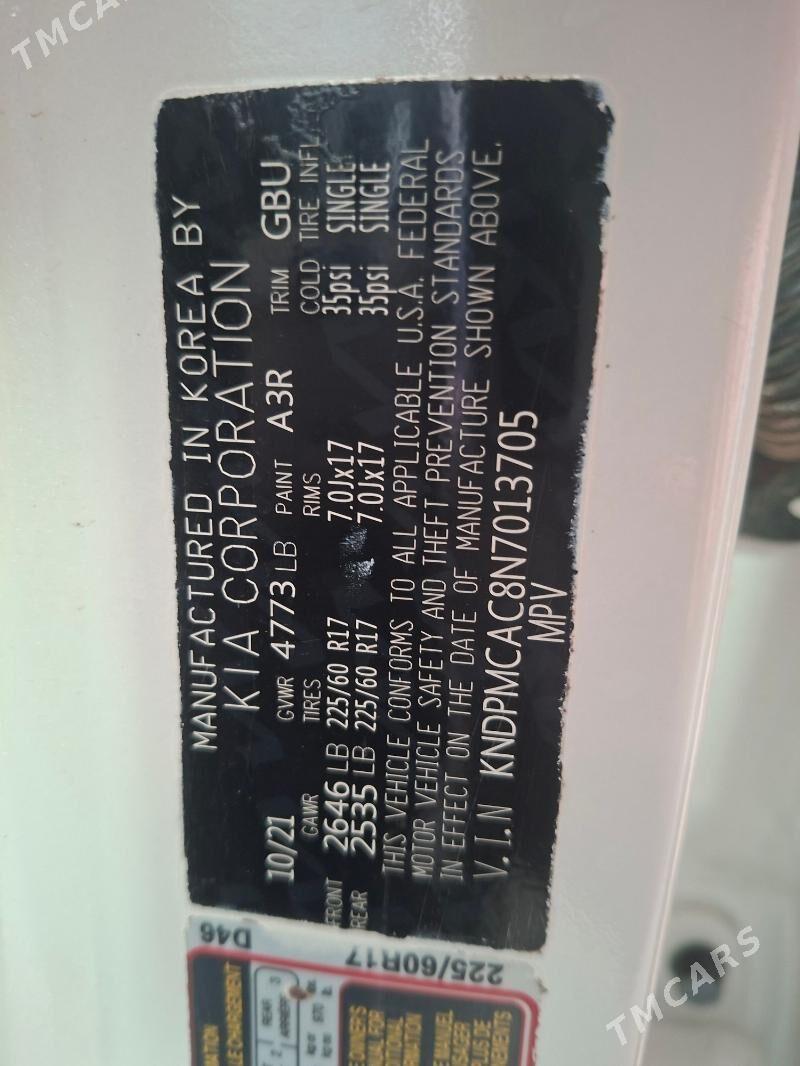 TMCARS
MANUFACTURED IN KOREA BY
KIA CORPORATION
10/21 GVWR 4773 LB PAINT A3R TRIM GBU
GAWR TIRES RIMS COLD TIRE INFL.
FRONT 2646 LB 225/60 R17 7.0Jx17 35psi SINGLE
REAR 2535 LB 225/60 R17 7.0Jx17 35psi SINGLE
THIS VEHICLE CONFORMS TO ALL APPLICABLE U.S.A. FEDERAL
MOTOR VEHICLE SAFETY AND THEFT PREVENTION STANDARDS
IN EFFECT ON THE DATE OF MANUFACTURE SHOWN ABOVE.
V.I.N KNDPMCAC8N7013705
MPV
D46
225/60R17
LE CHARGEMENT
REAR
TMCARS